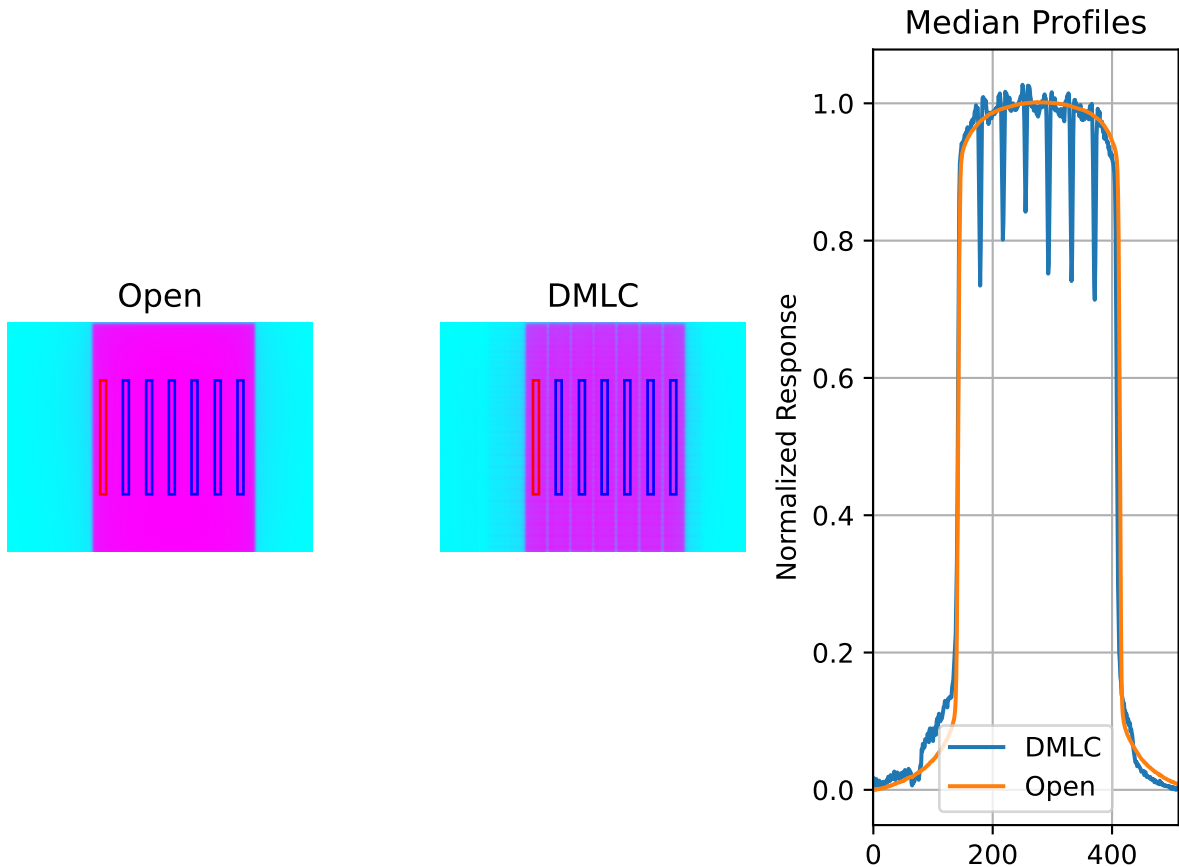 Open
DMLC
Median Profiles
Normalized Response
1.0
0.8
0.6
0.4
0.2
0.0
0 200 400
DMLC
Open